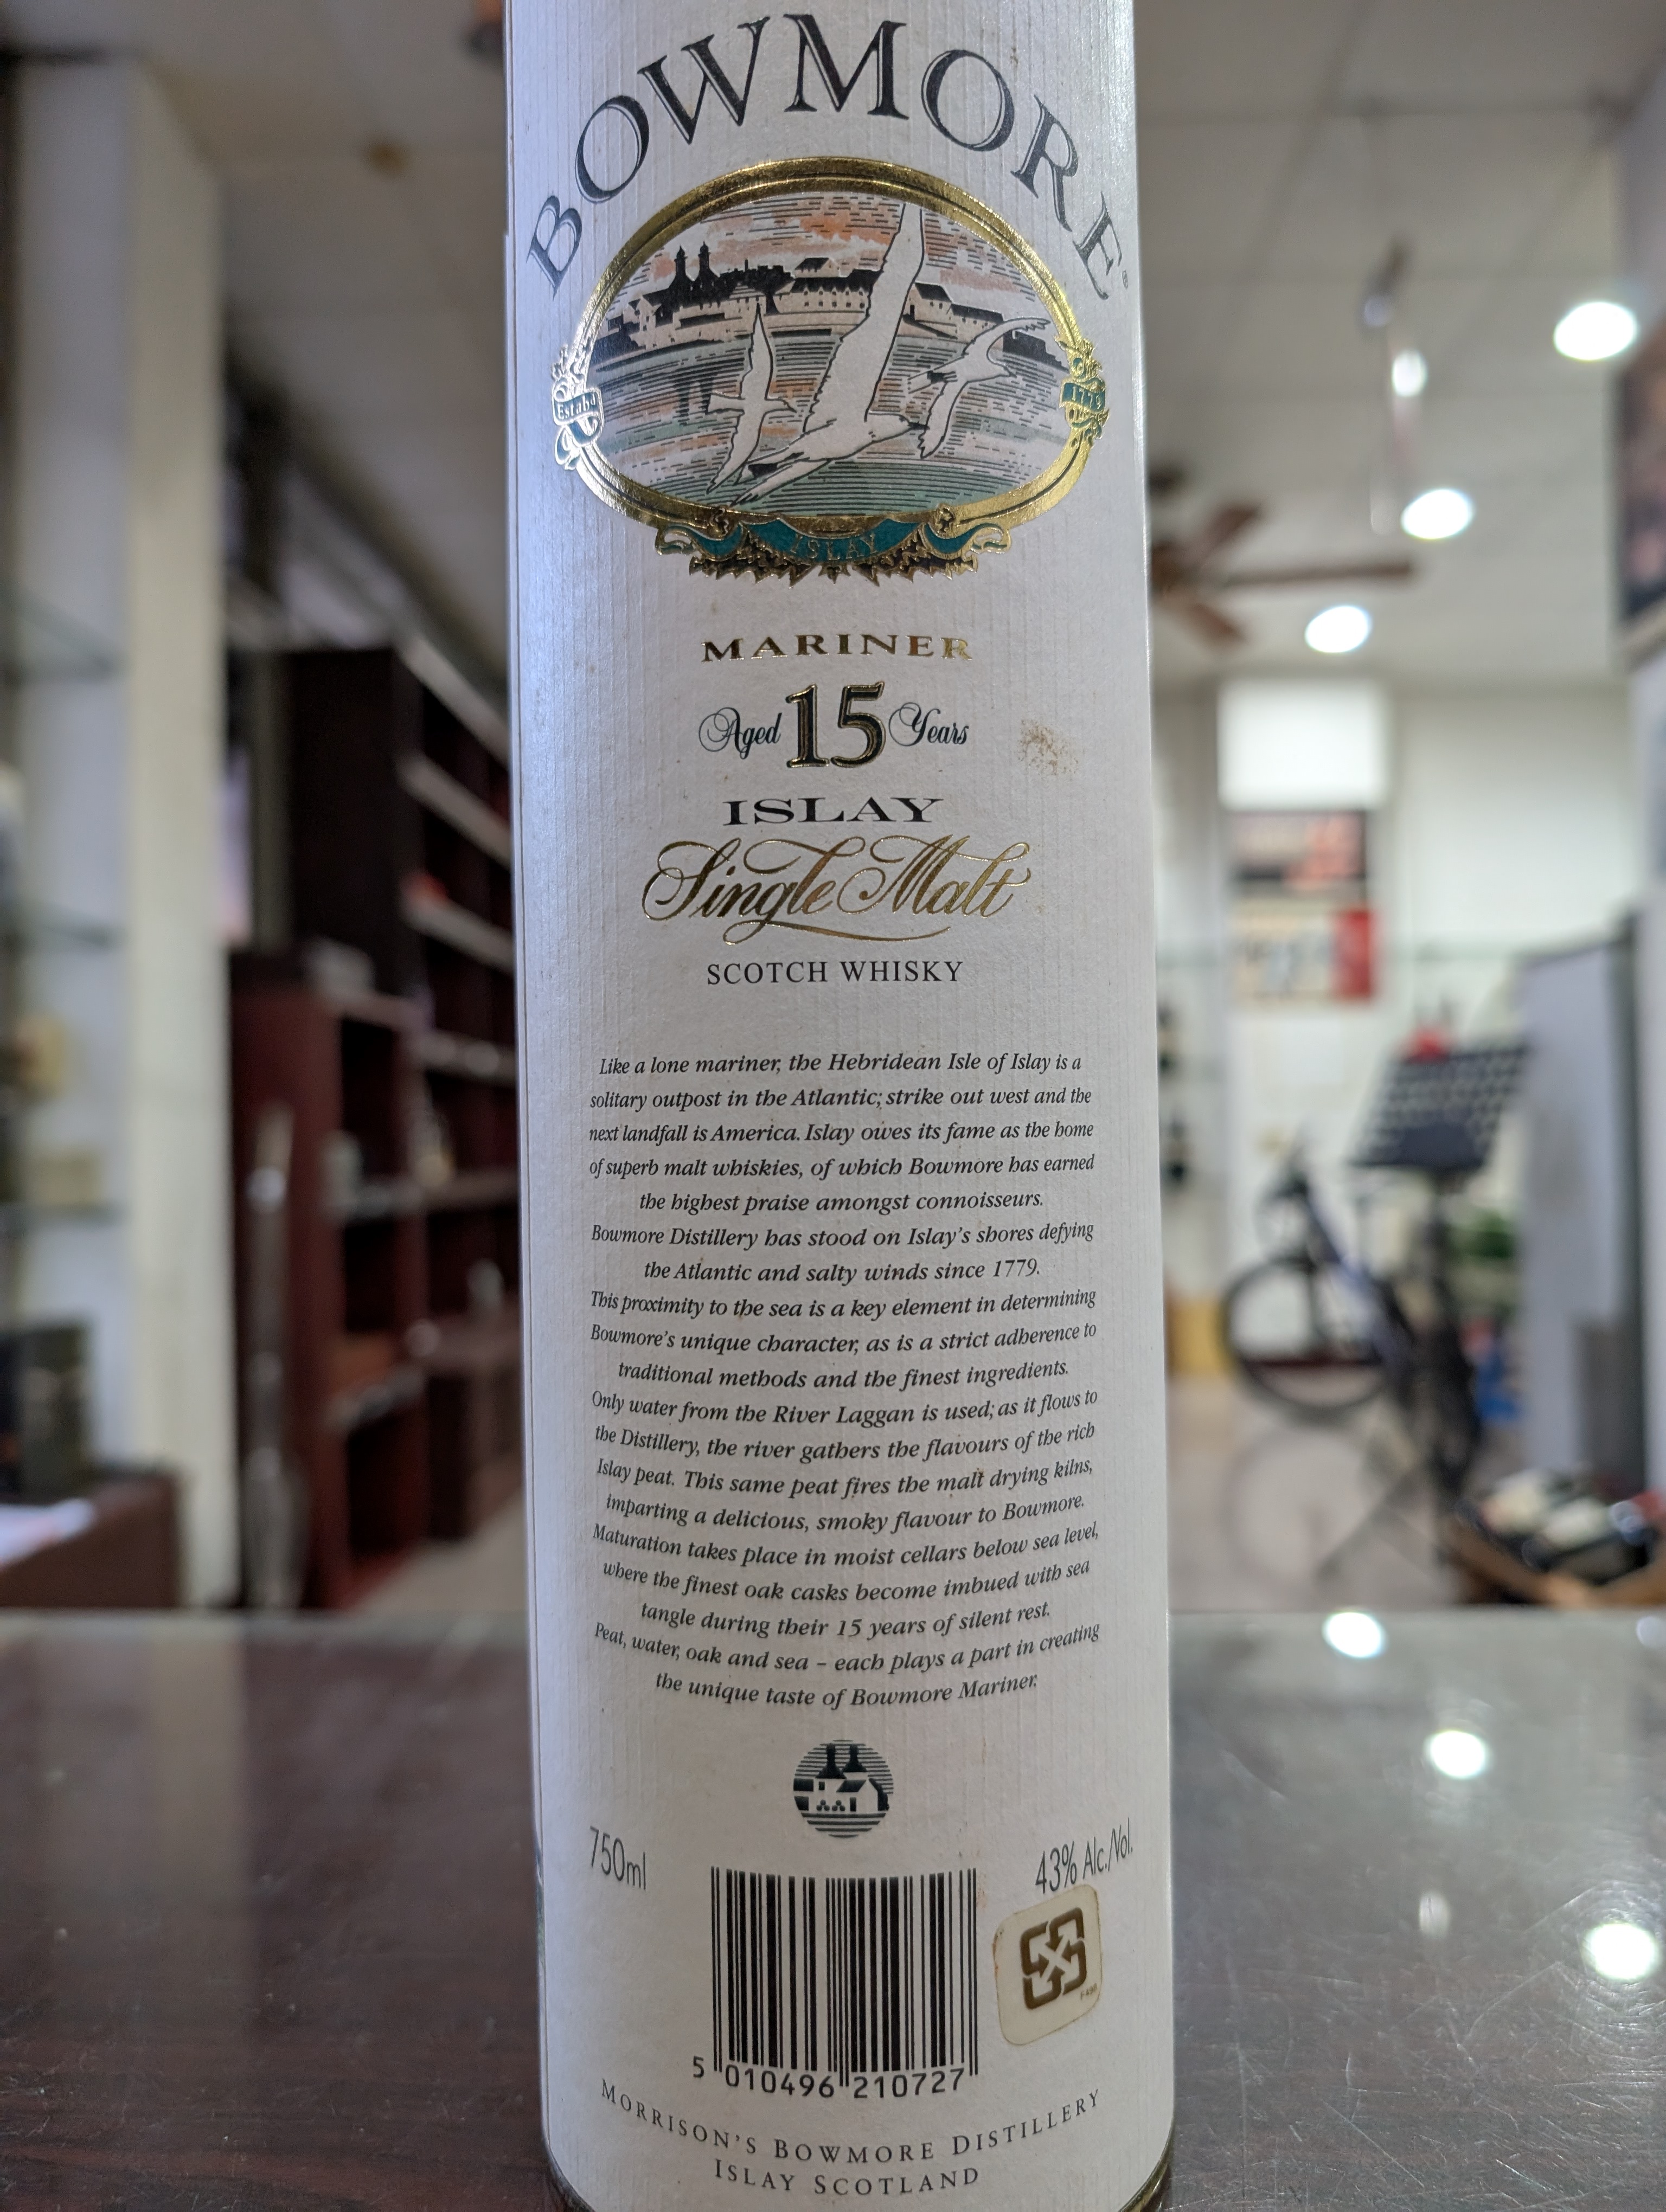 BOWMORE®
Estabd
1779
ISLAY
MARINER
Aged 15 Years
ISLAY
Single Malt
SCOTCH WHISKY
Like a lone mariner, the Hebridean Isle of Islay is a
solitary outpost in the Atlantic; strike out west and the
next landfall is America. Islay owes its fame as the home
of superb malt whiskies, of which Bowmore has earned
the highest praise amongst connoisseurs.
Bowmore Distillery has stood on Islay's shores defying
the Atlantic and salty winds since 1779.
This proximity to the sea is a key element in determining
Bowmore's unique character, as is a strict adherence to
traditional methods and the finest ingredients.
Only water from the River Laggan is used; as it flows to
the Distillery, the river gathers the flavours of the rich
Islay peat. This same peat fires the malt drying kilns,
imparting a delicious, smoky flavour to Bowmore.
Maturation takes place in moist cellars below sea level,
where the finest oak casks become imbued with sea
tangle during their 15 years of silent rest.
Peat, water, oak and sea – each plays a part in creating
the unique taste of Bowmore Mariner.
750ml
43% Alc./Vol.
5 010496 210727
MORRISON'S BOWMORE DISTILLERY
ISLAY SCOTLAND